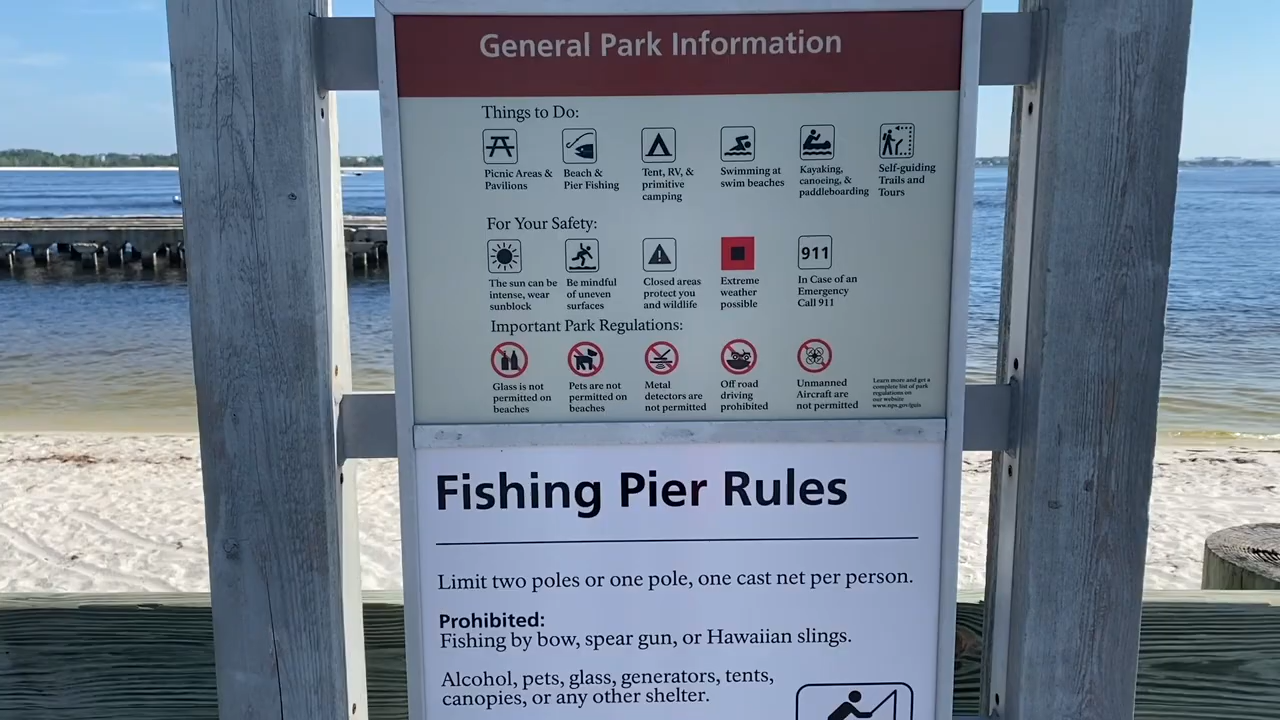 General Park Information
Things to Do:
Picnic Areas &
Pavilions
Beach &
Pier Fishing
Tent, RV, &
primitive
camping
Swimming at
swim beaches
Kayaking,
canoeing, &
paddleboarding
Self-guiding
Trails and
Tours
For Your Safety:
The sun can be
intense, wear
sunblock
Be mindful
of uneven
surfaces
Closed areas
protect you
and wildlife
Extreme
weather
possible
911
In Case of an
Emergency
Call 911
Important Park Regulations:
Glass is not
permitted on
beaches
Pets are not
permitted on
beaches
Metal
detectors are
not permitted
Off road
driving
prohibited
Unmanned
Aircraft are
not permitted
Learn more and get a
complete list of park
regulations on
our website
www.nps.gov/guis
Fishing Pier Rules
Limit two poles or one pole, one cast net per person.
Prohibited:
Fishing by bow, spear gun, or Hawaiian slings.
Alcohol, pets, glass, generators, tents,
canopies, or any other shelter.